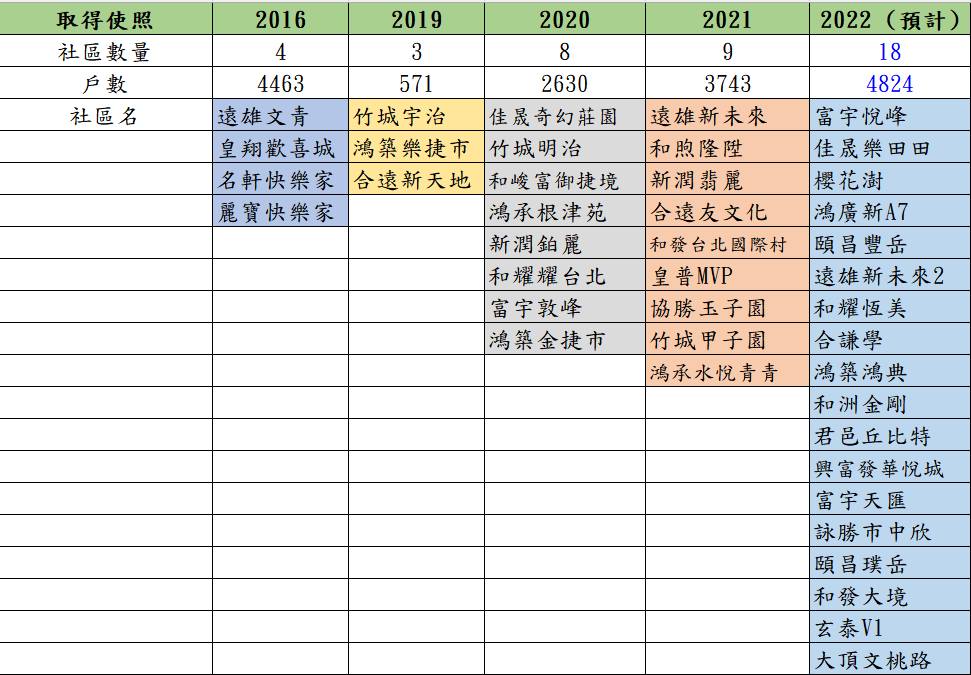 取得使照 2016 2019 2020 2021 2022（預計）
社區數量 4 3 8 9 18
戶數 4463 571 2630 3743 4824
社區名 遠雄文青 竹城宇治 佳晟奇幻莊園 遠雄新未來 富宇悅峰
皇翔歡喜城 鴻築樂捷市 竹城明治 和煦隆陞 佳晟樂田田
名軒快樂家 合遠新天地 和峻富御捷境 新潤翡麗 櫻花澍
麗寶快樂家 鴻承根津苑 合遠友文化 鴻廣新A7
新潤鉑麗 和發台北國際村 頤昌豐岳
和耀耀台北 皇普MVP 遠雄新未來2
富宇敦峰 協勝玉子園 和耀恆美
鴻築金捷市 竹城甲子園 合謙學
鴻承水悅青青 鴻築鴻典
和洲金剛
君邑丘比特
興富發華悅城
富宇天匯
詠勝市中欣
頤昌璞岳
和發大境
玄泰V1
大頂文桃路